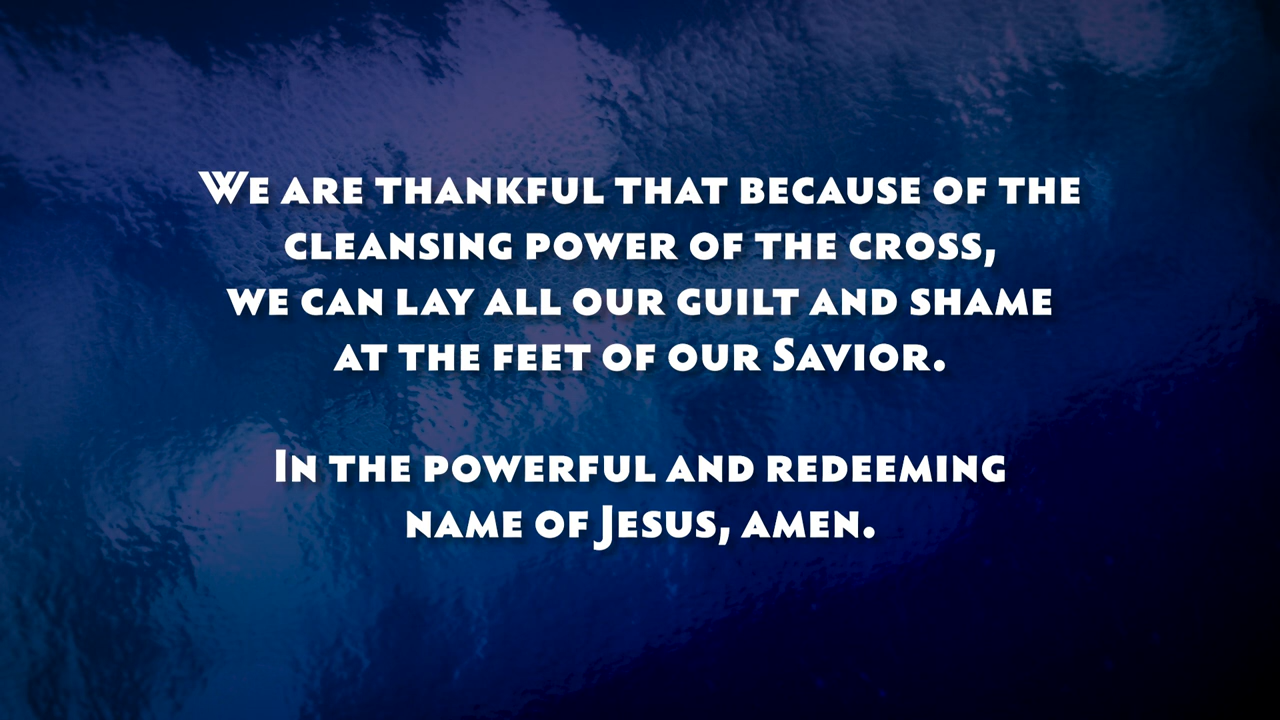 We are thankful that because of the
cleansing power of the cross,
we can lay all our guilt and shame
at the feet of our Savior.
In the powerful and redeeming
name of Jesus, amen.